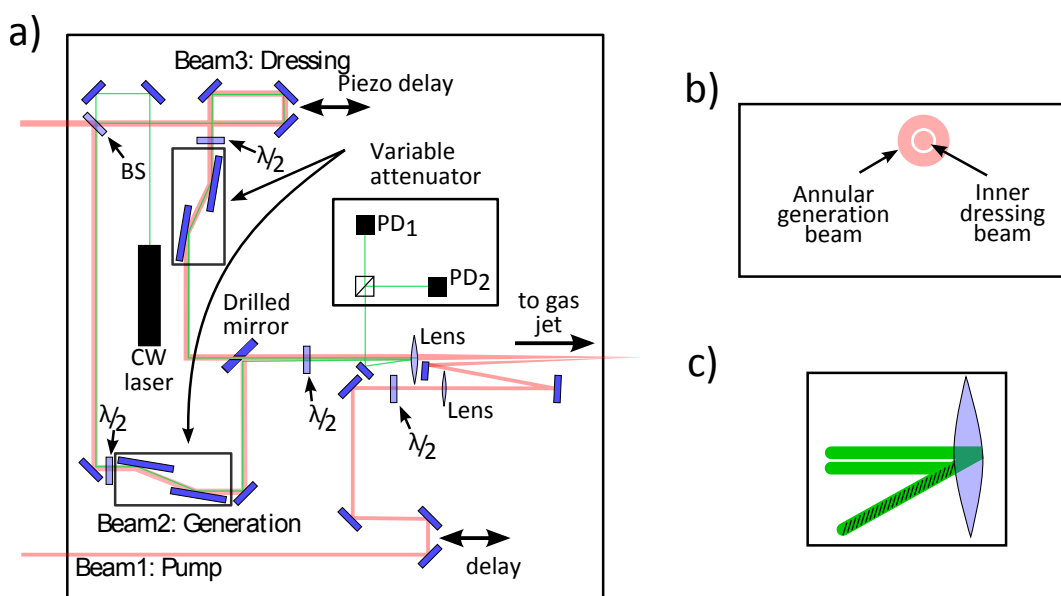 a)
Beam3: Dressing
Piezo delay
BS
λ/2
Variable
attenuator
PD1
PD2
CW
laser
Drilled
mirror
to gas
jet
Lens
λ/2
Lens
λ/2
λ/2
Beam2: Generation
Beam1: Pump
delay
b)
Annular
generation
beam
Inner
dressing
beam
c)